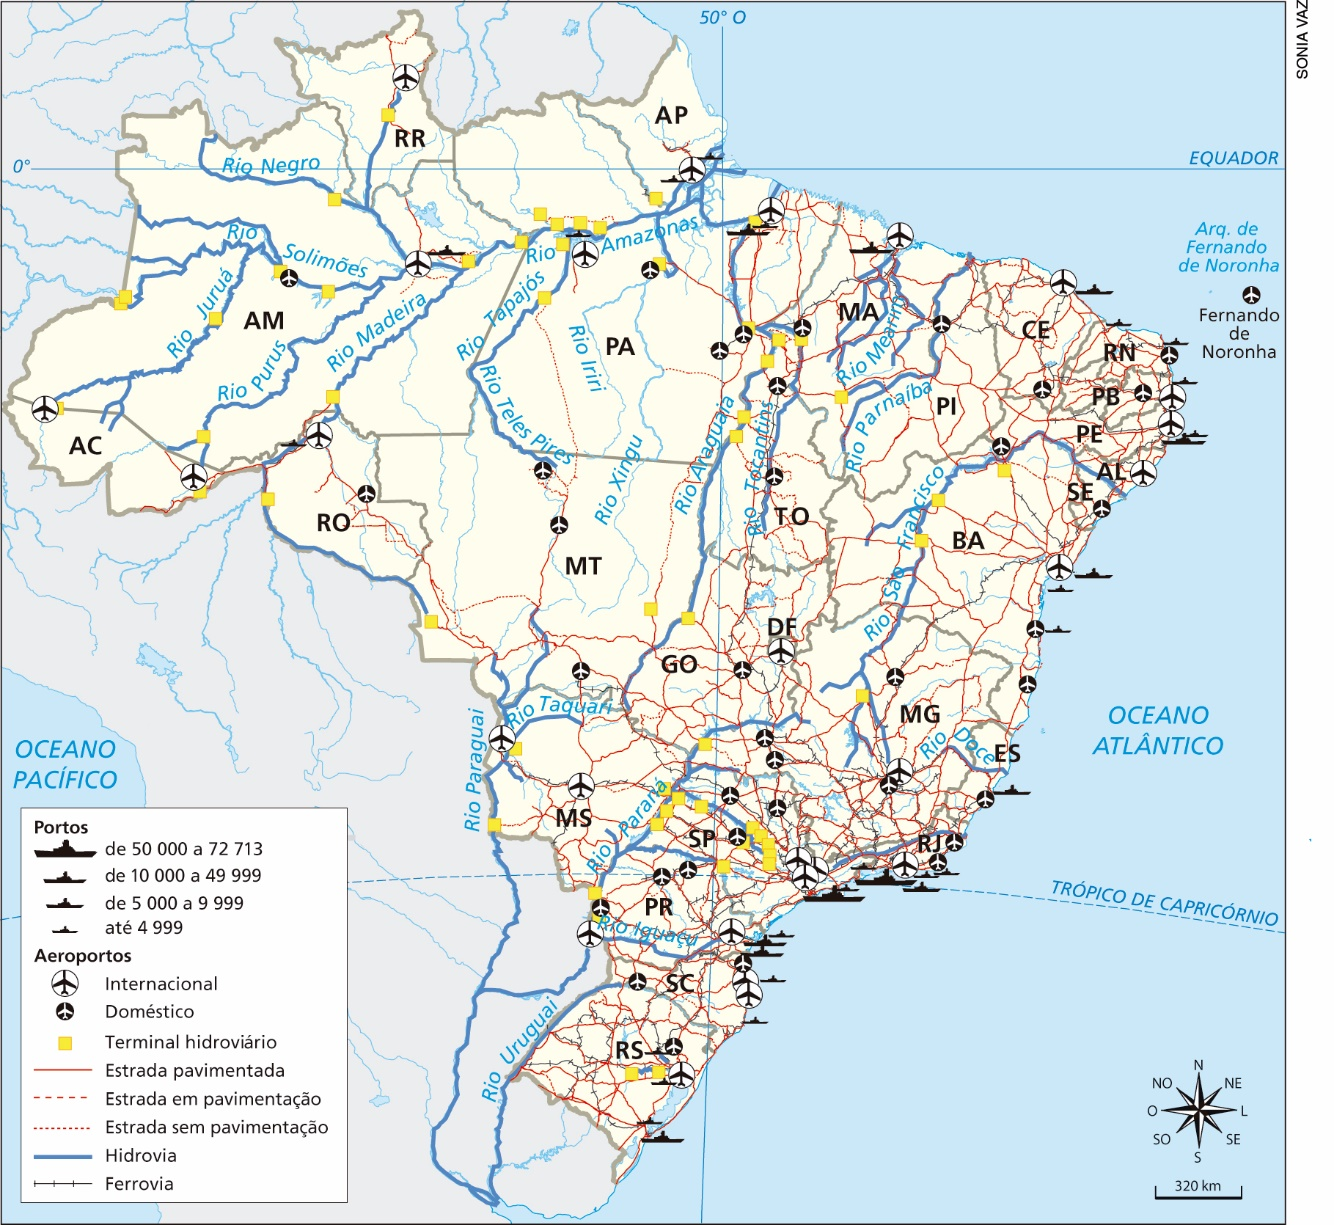 SONIA VAZ
50° O
AP
RR
0°
EQUADOR
Rio Negro
Rio
Solimões
Rio
Amazonas
Arq. de
Fernando
de Noronha
Fernando
de
Noronha
Rio Juruá
AM
Rio Purus
Rio Madeira
Rio
Tapajós
Rio Iriri
PA
MA
Rio Mearim
CE
RN
PB
PE
AL
SE
PI
Rio Parnaíba
AC
Rio Teles Pires
Rio Xingu
Rio Araguaia
Rio Tocantins
TO
RO
MT
BA
Rio São Francisco
DF
GO
Rio Taquari
MG
Rio Doce
ES
OCEANO
ATLÂNTICO
OCEANO
PACÍFICO
Rio Paraguai
MS
Rio Paraná
SP
RJ
TRÓPICO DE CAPRICÓRNIO
PR
Rio Iguaçu
SC
Rio Uruguai
RS
Portos
de 50 000 a 72 713
de 10 000 a 49 999
de 5 000 a 9 999
até 4 999
Aeroportos
Internacional
Doméstico
Terminal hidroviário
Estrada pavimentada
Estrada em pavimentação
Estrada sem pavimentação
Hidrovia
Ferrovia
N
NO
NE
O
L
SO
SE
S
320 km